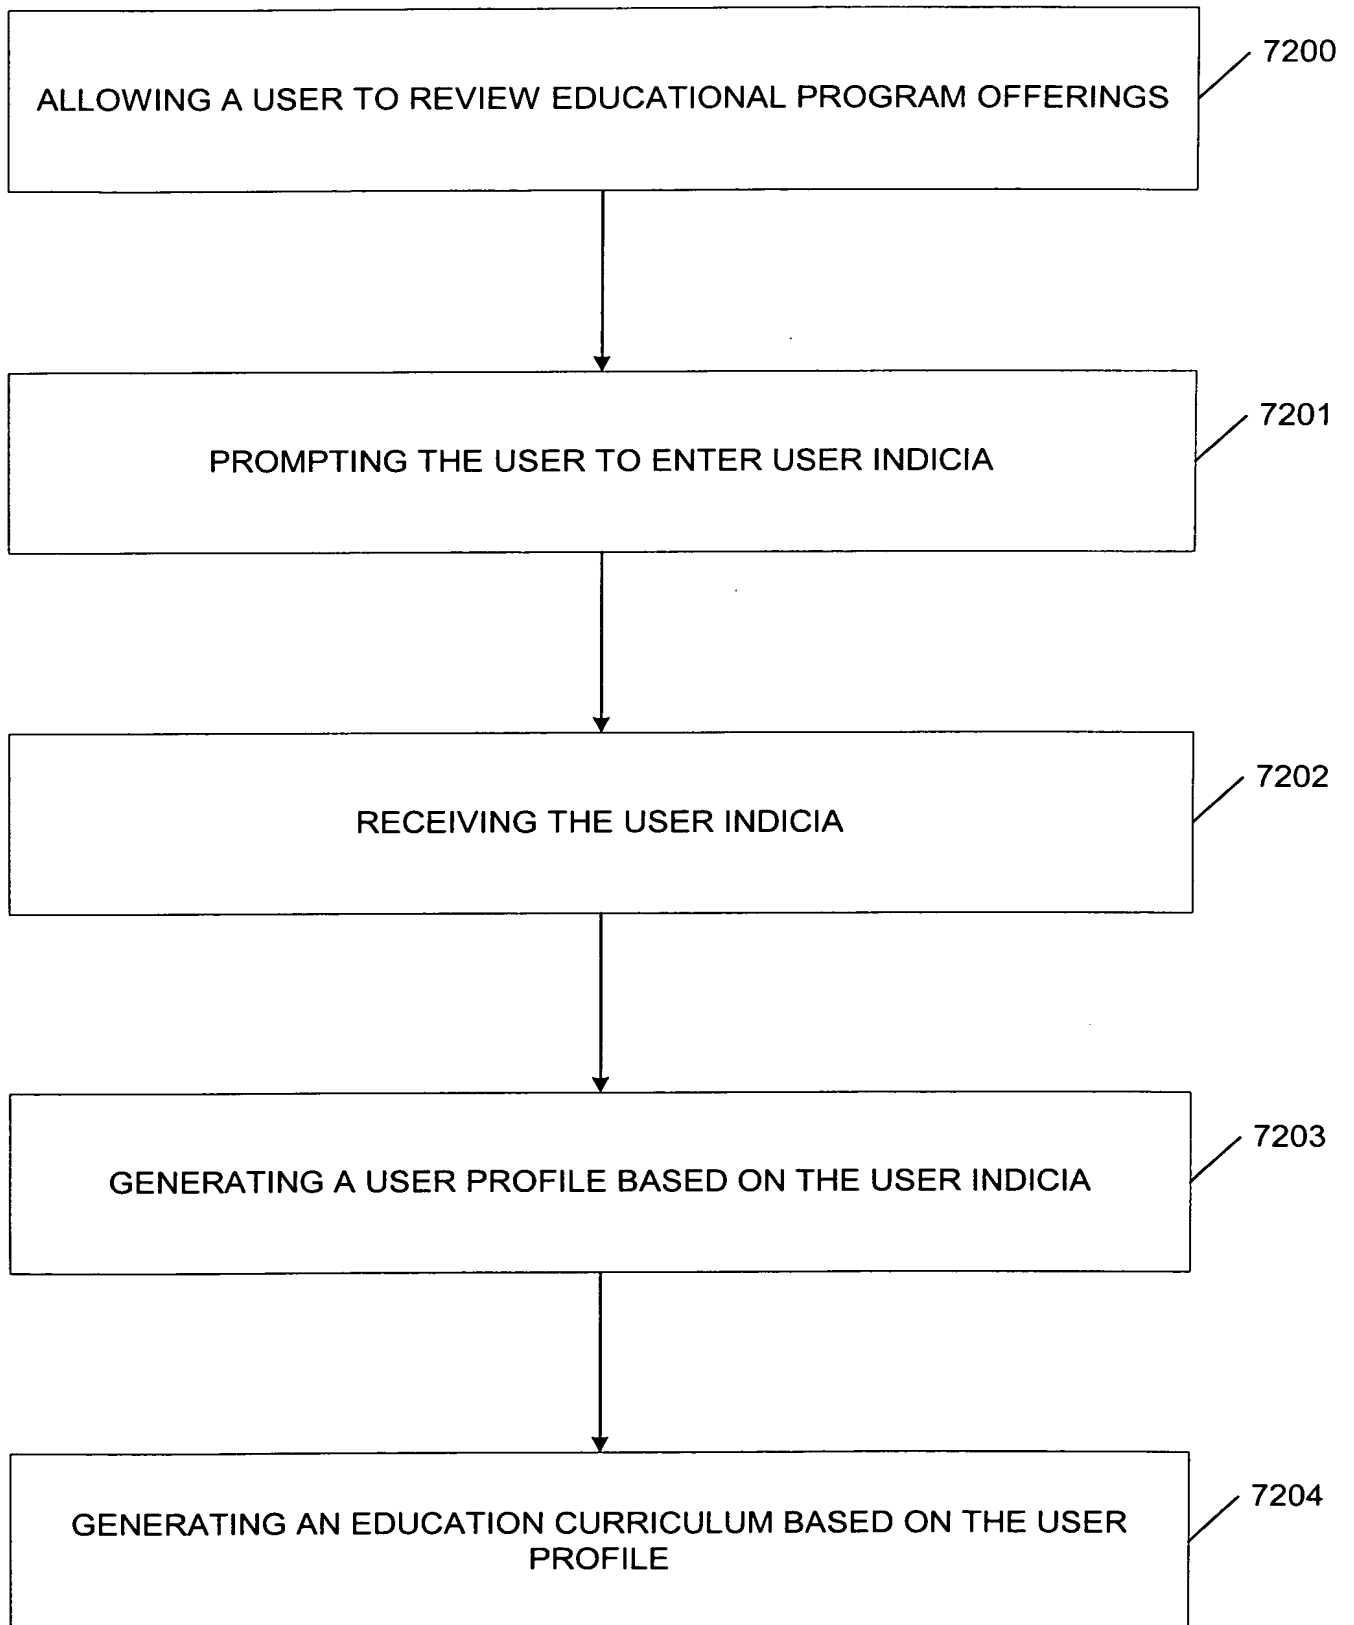 7200
ALLOWING A USER TO REVIEW EDUCATIONAL PROGRAM OFFERINGS
7201
PROMPTING THE USER TO ENTER USER INDICIA
7202
RECEIVING THE USER INDICIA
7203
GENERATING A USER PROFILE BASED ON THE USER INDICIA
7204
GENERATING AN EDUCATION CURRICULUM BASED ON THE USER
PROFILE